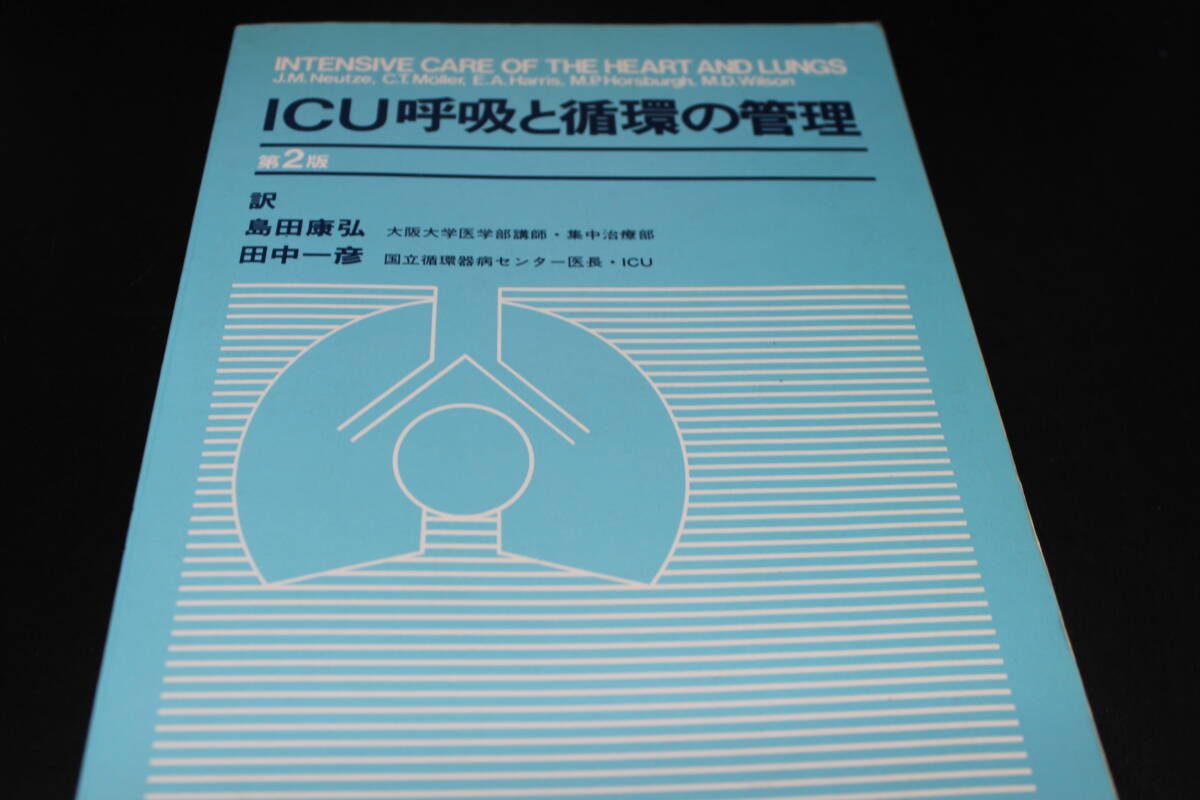 INTENSIVE CARE OF THE HEART AND LUNGS
J.M.Neutze, C.T.Möller, E.A.Harris, M.P.Horsburgh, M.D.Wilson
ICU呼吸と循環の管理
第2版
訳
島田康弘 大阪大学医学部講師・集中治療部
田中一彦 国立循環器病センター医長・ICU